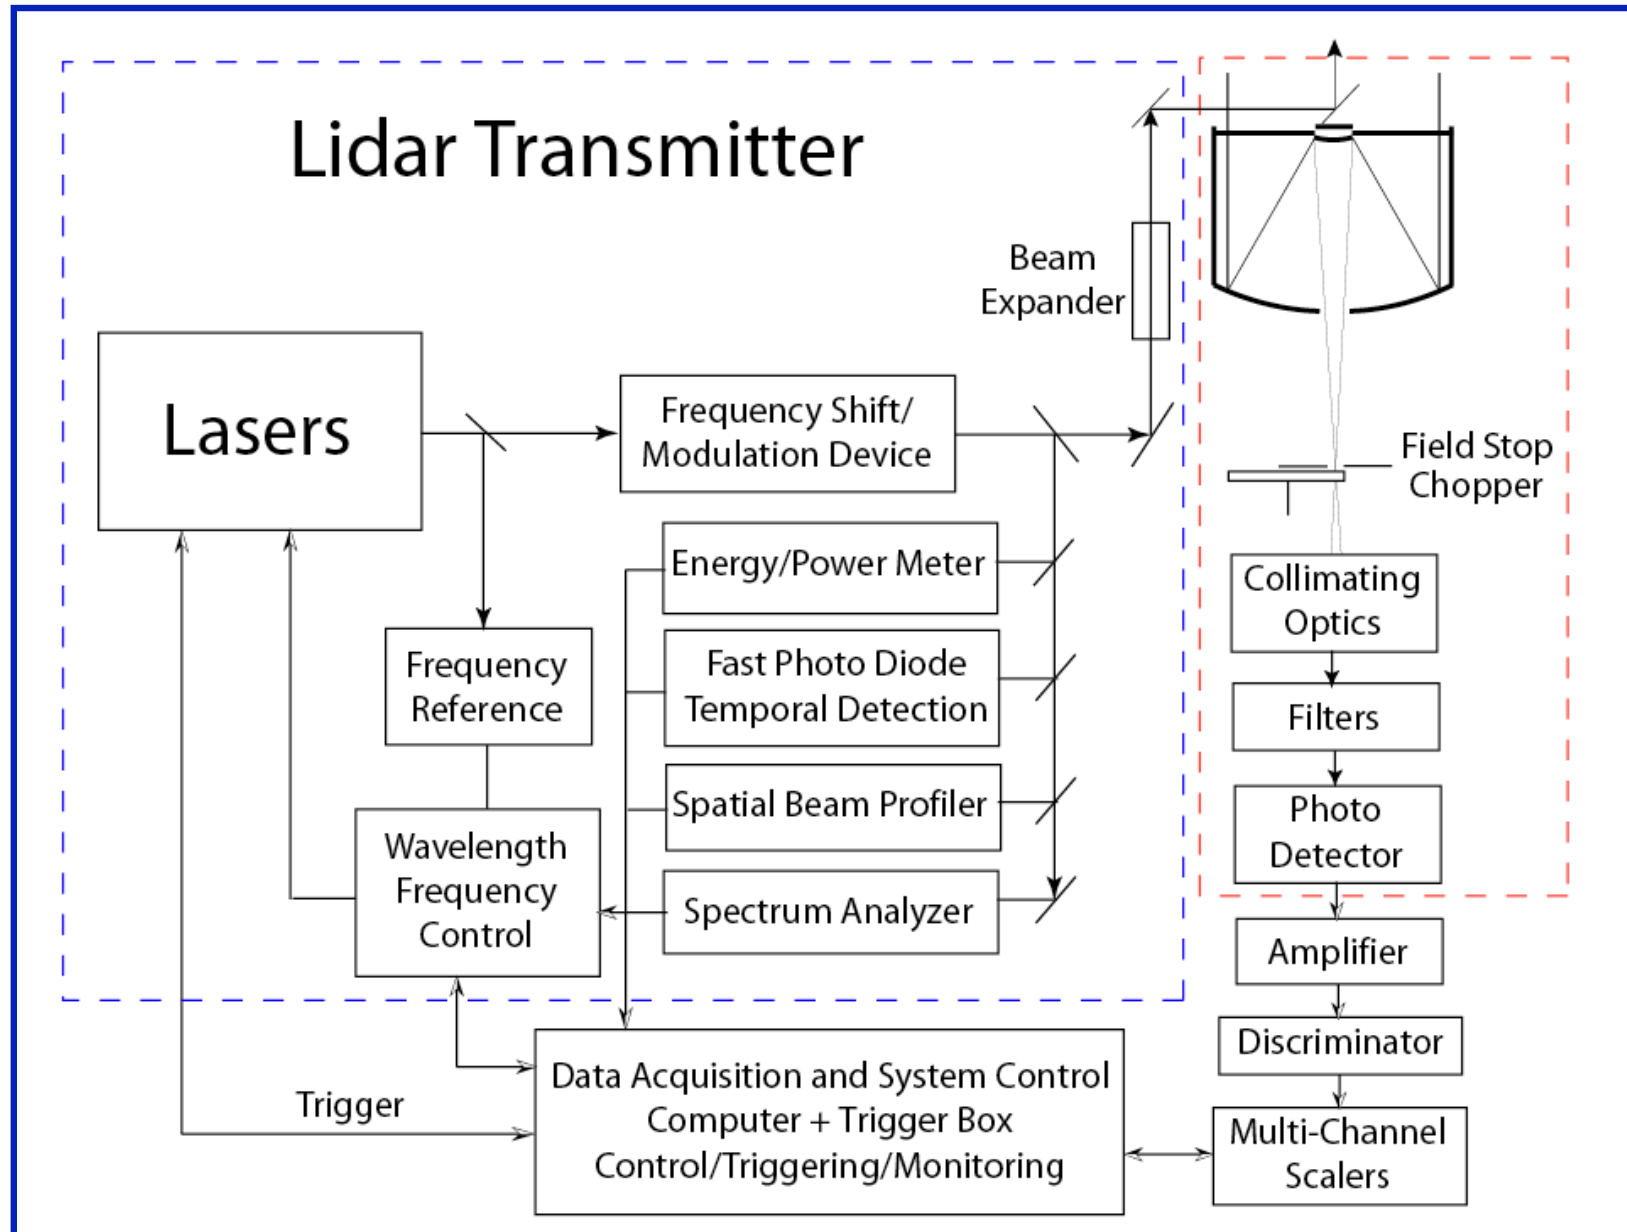 Lidar Transmitter
Beam
Expander
Lasers
Frequency Shift/
Modulation Device
Field Stop
Chopper
Energy/Power Meter
Collimating
Optics
Frequency
Reference
Fast Photo Diode
Temporal Detection
Filters
Spatial Beam Profiler
Photo
Detector
Wavelength
Frequency
Control
Spectrum Analyzer
Amplifier
Discriminator
Trigger
Data Acquisition and System Control
Computer + Trigger Box
Control/Triggering/Monitoring
Multi-Channel
Scalers